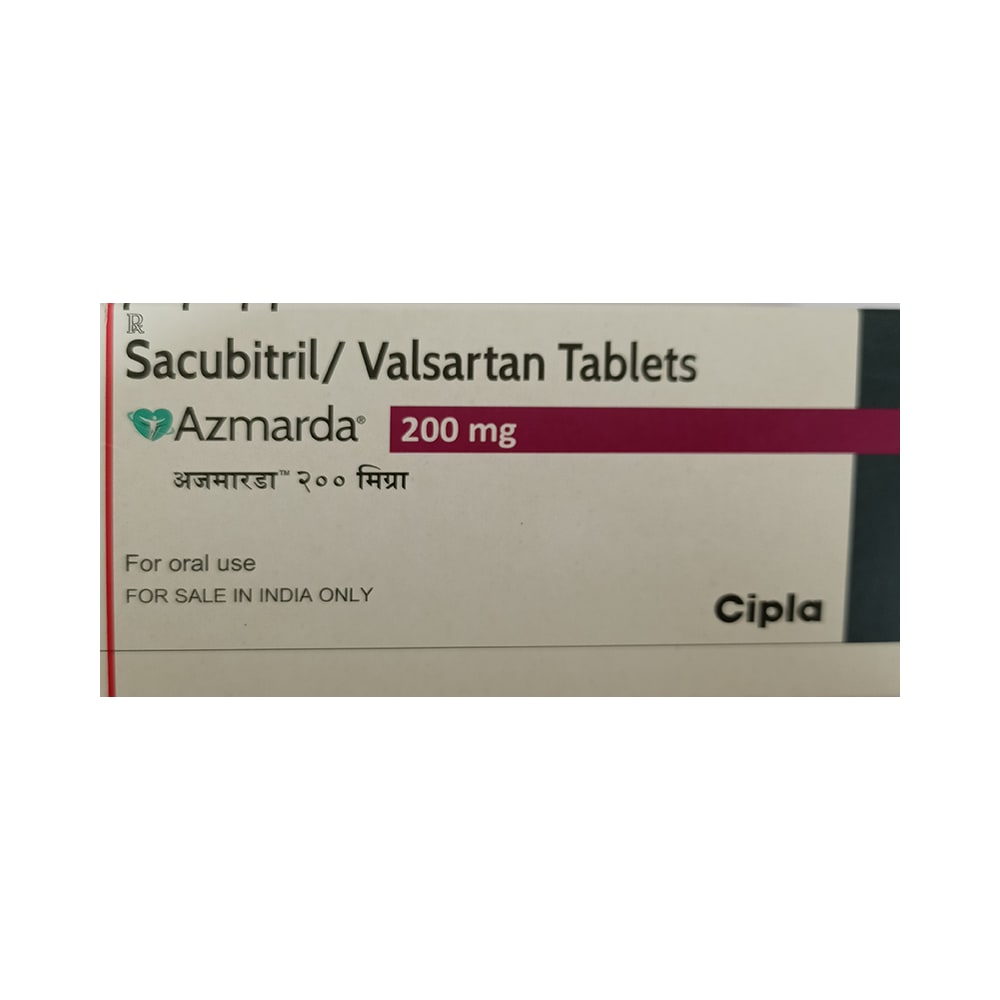 Rx
Sacubitril/ Valsartan Tablets
Azmarda® 200 mg
अजमारडा™ २०० मिग्रा
For oral use
FOR SALE IN INDIA ONLY
Cipla